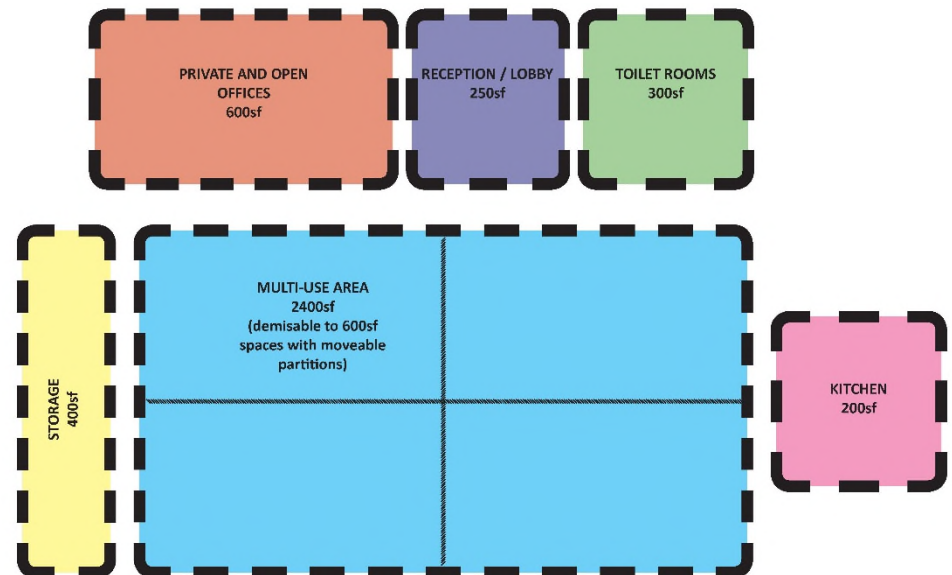 PRIVATE AND OPEN
OFFICES
600sf
RECEPTION / LOBBY
250sf
TOILET ROOMS
300sf
STORAGE
400sf
MULTI-USE AREA
2400sf
(demisable to 600sf
spaces with moveable
partitions)
KITCHEN
200sf